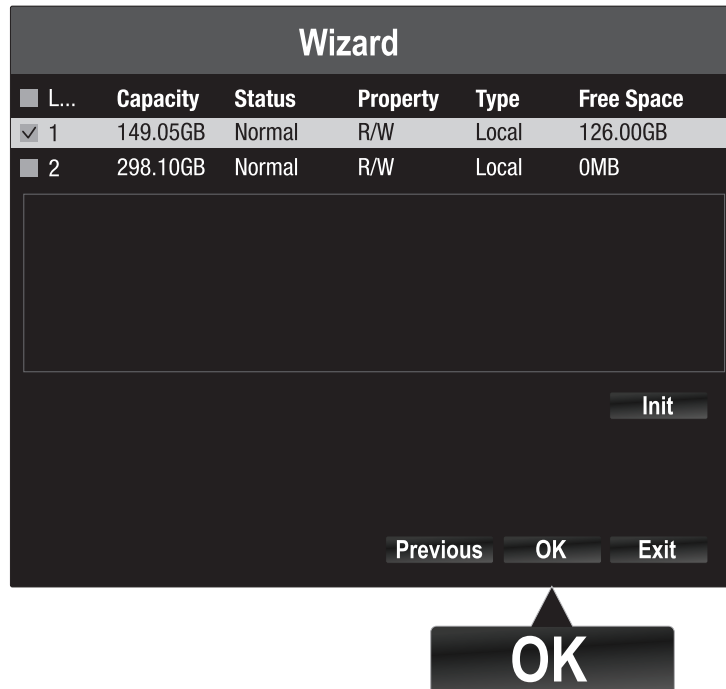 Wizard
L... Capacity Status Property Type Free Space
1 149.05GB Normal R/W Local 126.00GB
2 298.10GB Normal R/W Local 0MB
Init
Previous OK Exit
OK